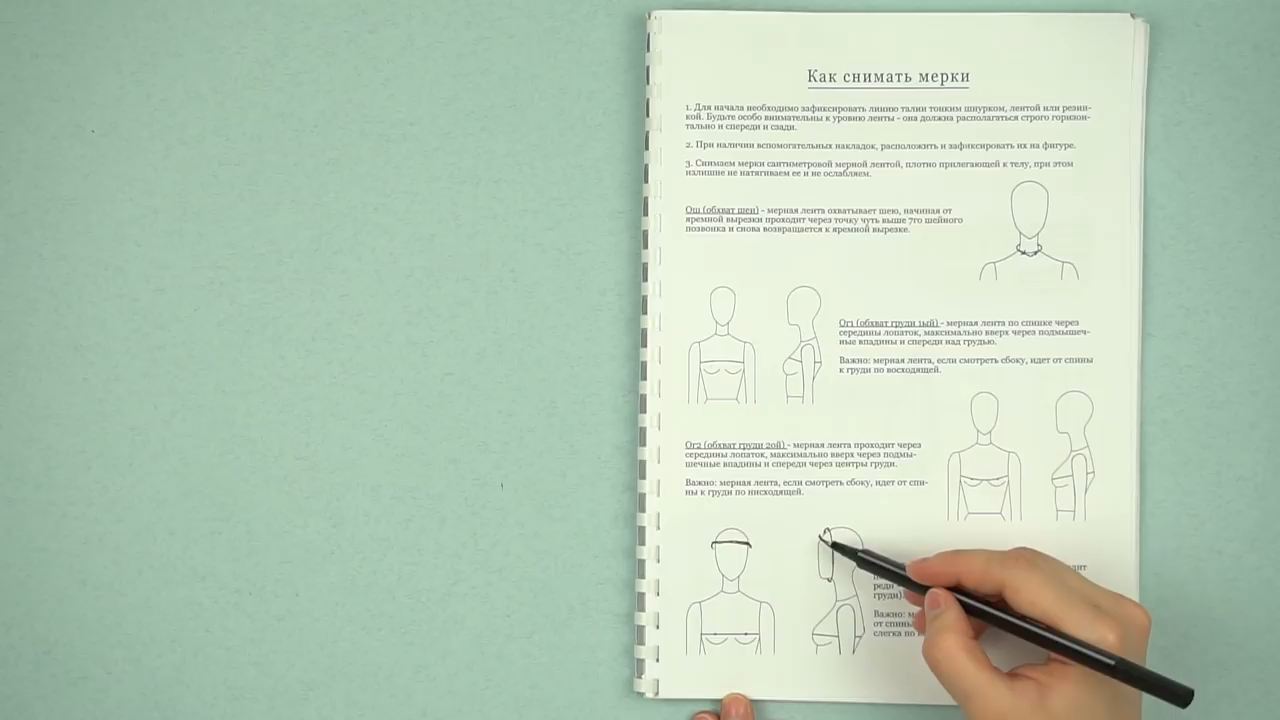 Как снимать мерки
1. Для начала необходимо зафиксировать линию талии тонким шнурком, лентой или резин-
кой. Будьте особо внимательны к уровню ленты - она должна располагаться строго горизон-
тально и спереди и сзади.
2. При наличии вспомогательных накладок, расположить и зафиксировать их на фигуре.
3. Снимаем мерки сантиметровой мерной лентой, плотно прилегающей к телу, при этом
излишне не натягиваем ее и не ослабляем.
Ош (обхват шеи) - мерная лента охватывает шею, начиная от
яремной вырезки проходит через точку чуть выше 7го шейного
позвонка и снова возвращается к яремной вырезке.
Ог1 (обхват груди 1ый) - мерная лента по спинке через
середины лопаток, максимально вверх через подмышеч-
ные впадины и спереди над грудью.
Важно: мерная лента, если смотреть сбоку, идет от спины
к груди по восходящей.
Ог2 (обхват груди 2ой) - мерная лента проходит через
середины лопаток, максимально вверх через подмы-
шечные впадины и спереди через центры груди.
Важно: мерная лента, если смотреть сбоку, идет от спи-
ны к груди по нисходящей.
реди
груди).
Важно:
от спины
слегка по